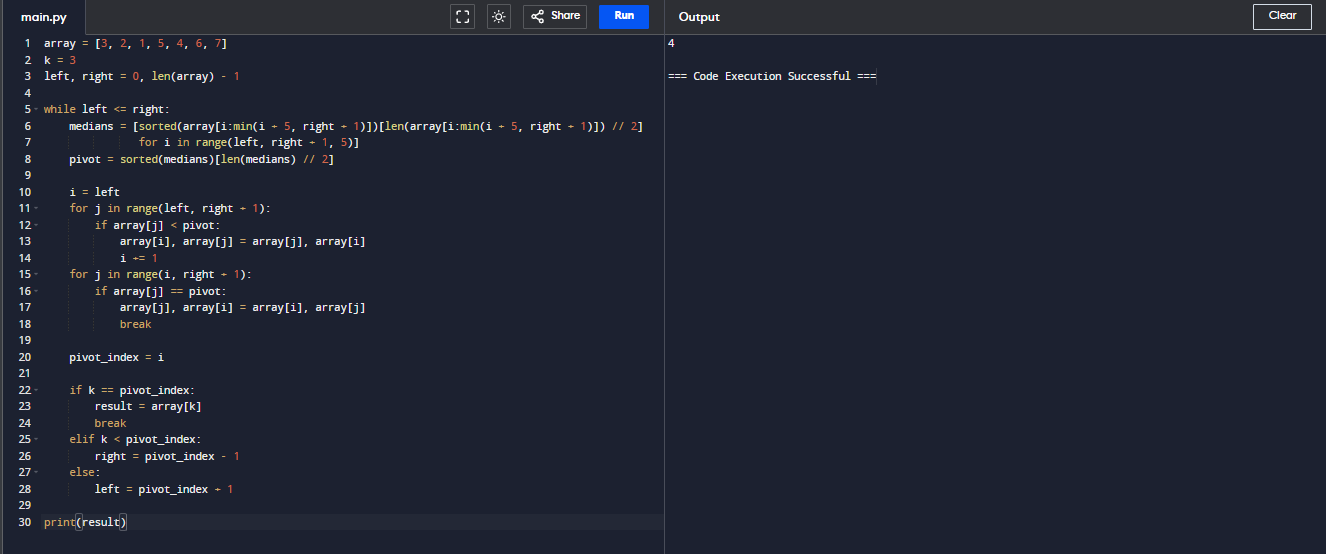 main.py Share Run Output Clear
1 array = [3, 2, 1, 5, 4, 6, 7]
2 k = 3
3 left, right = 0, len(array) - 1
4
5 while left <= right:
6 medians = [sorted(array[i:min(i + 5, right + 1)])[len(array[i:min(i + 5, right + 1)]) // 2]
7 for i in range(left, right + 1, 5)]
8 pivot = sorted(medians)[len(medians) // 2]
9
10 i = left
11 for j in range(left, right + 1):
12 if array[j] < pivot:
13 array[i], array[j] = array[j], array[i]
14 i += 1
15 for j in range(i, right + 1):
16 if array[j] == pivot:
17 array[j], array[i] = array[i], array[j]
18 break
19
20 pivot_index = i
21
22 if k == pivot_index:
23 result = array[k]
24 break
25 elif k < pivot_index:
26 right = pivot_index - 1
27 else:
28 left = pivot_index + 1
29
30 print(result)
4
=== Code Execution Successful ===